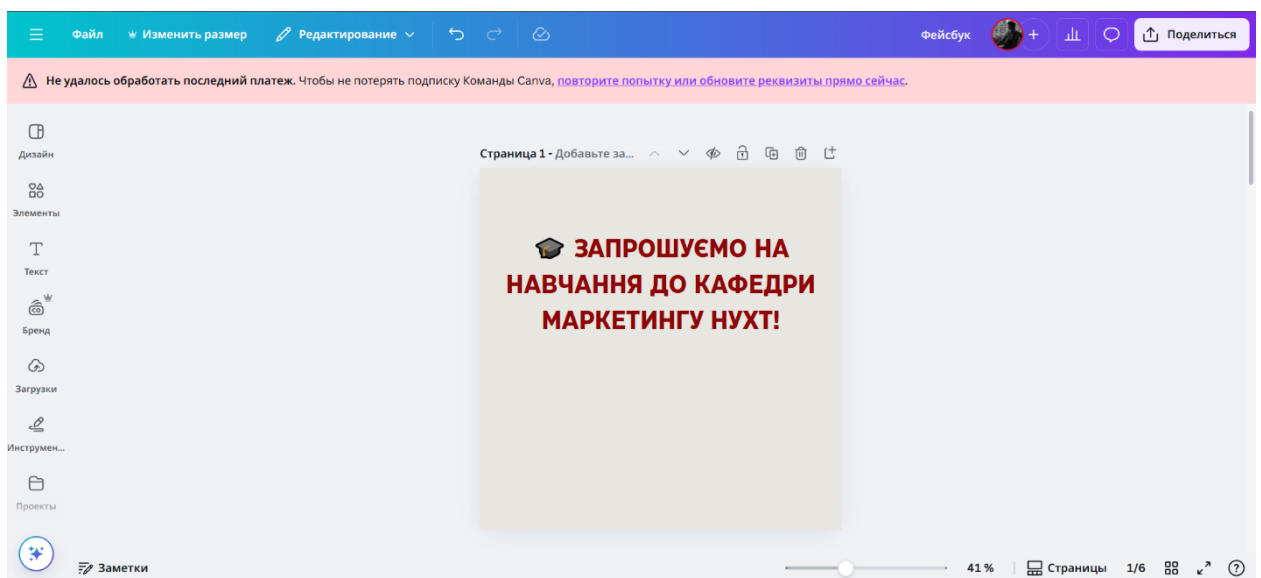 Файл
Изменить размер
Редактирование
Фейсбук
Поделиться
Не удалось обработать последний платеж. Чтобы не потерять подписку Команды Canva, повторите попытку или обновите реквизиты прямо сейчас.
Дизайн
Элементы
Текст
Бренд
Загрузки
Инструмен...
Проекты
Страница 1 - Добавьте за...
🎓 ЗАПРОШУЄМО НА
НАВЧАННЯ ДО КАФЕДРИ
МАРКЕТИНГУ НУХТ!
Заметки
41 %
Страницы
1/6